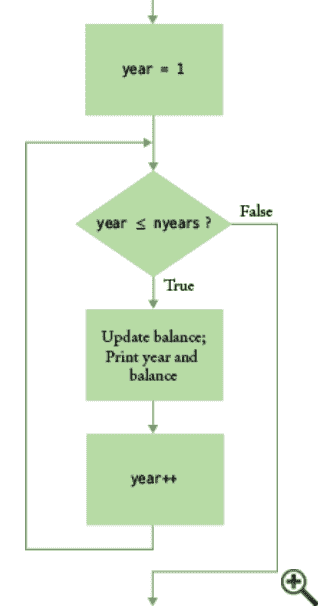 year = 1
year ≤ nyears ?
False
True
Update balance;
Print year and
balance
year++